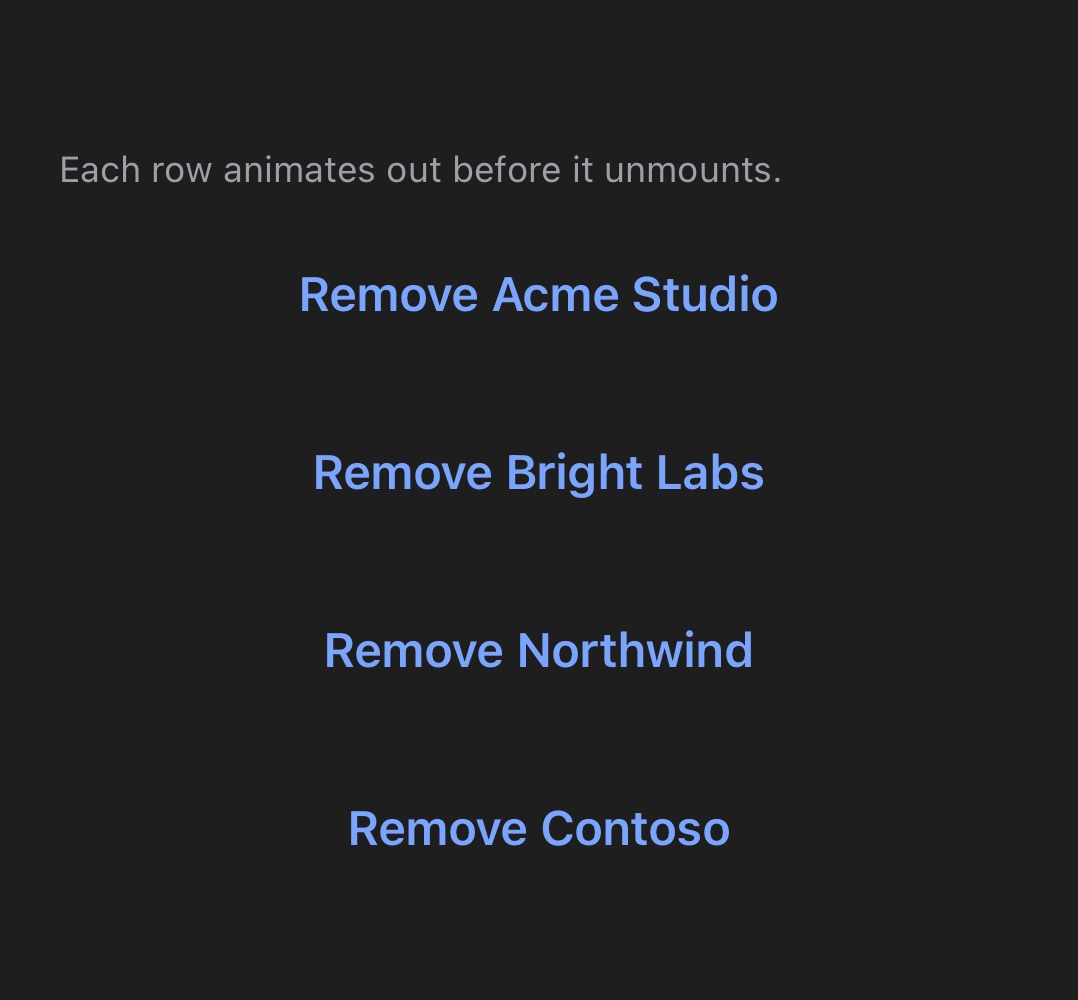 Each row animates out before it unmounts.
Remove Acme Studio
Remove Bright Labs
Remove Northwind
Remove Contoso